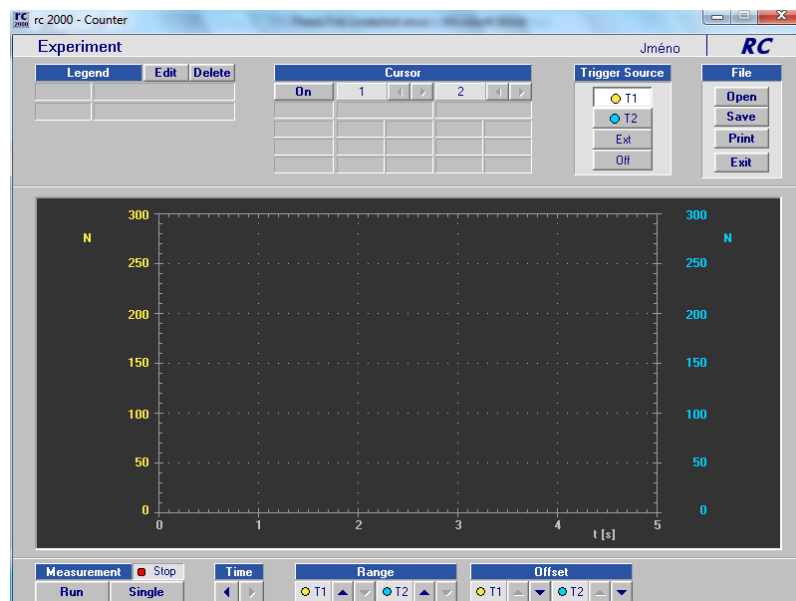 rc 2000 rc 2000 - Counter
Experiment Jméno RC
Legend Edit Delete Cursor Trigger Source File
On 1 2 T1 Open
T2 Save
Ext Print
Off Exit
300 300
N N
250 250
200 200
150 150
100 100
50 50
0 0
0 1 2 3 4 5
t [s]
Measurement Stop Time Range Offset
Run Single T1 T2 T1 T2